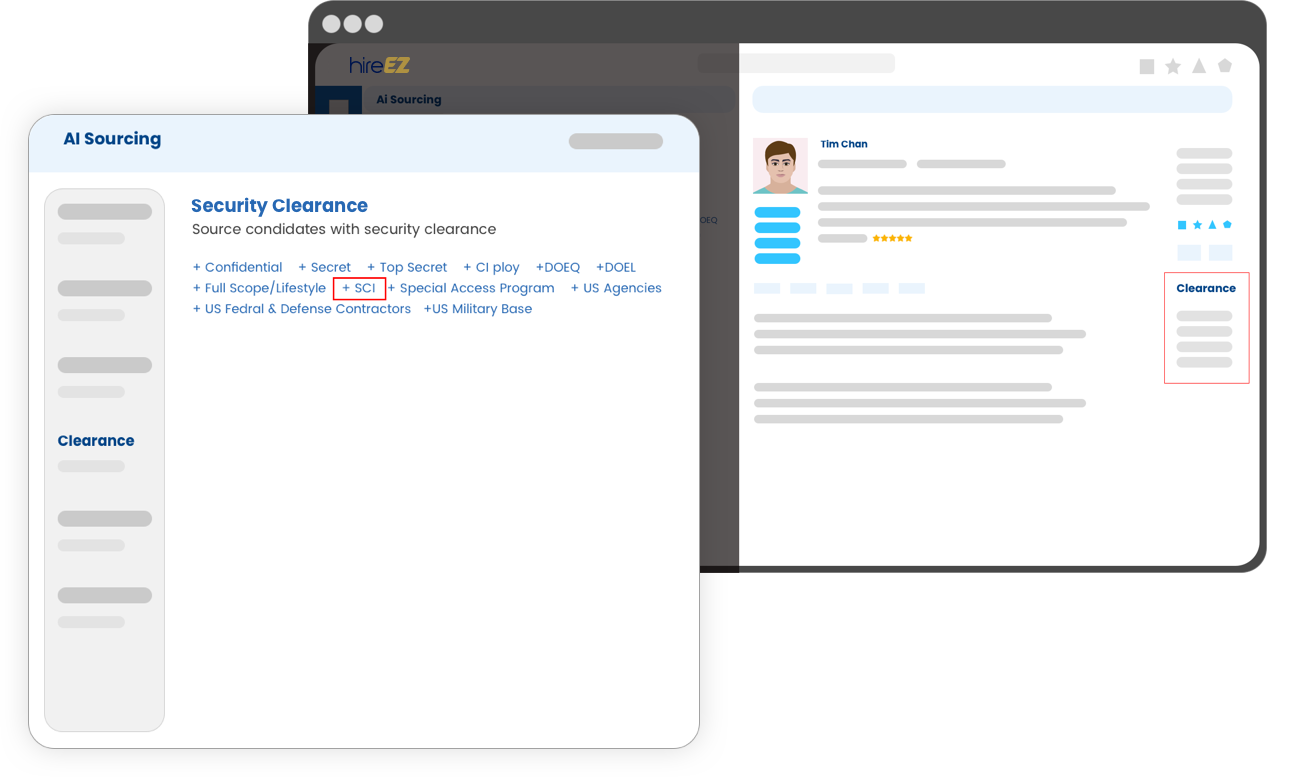 hireEZ
Ai Sourcing
AI Sourcing
Security Clearance
Source candidates with security clearance
+ Confidential + Secret + Top Secret + CI ploy +DOEQ +DOEL
+ Full Scope/Lifestyle + SCI + Special Access Program + US Agencies
+ US Fedral & Defense Contractors +US Military Base
Clearance
OEQ
Tim Chan
Clearance